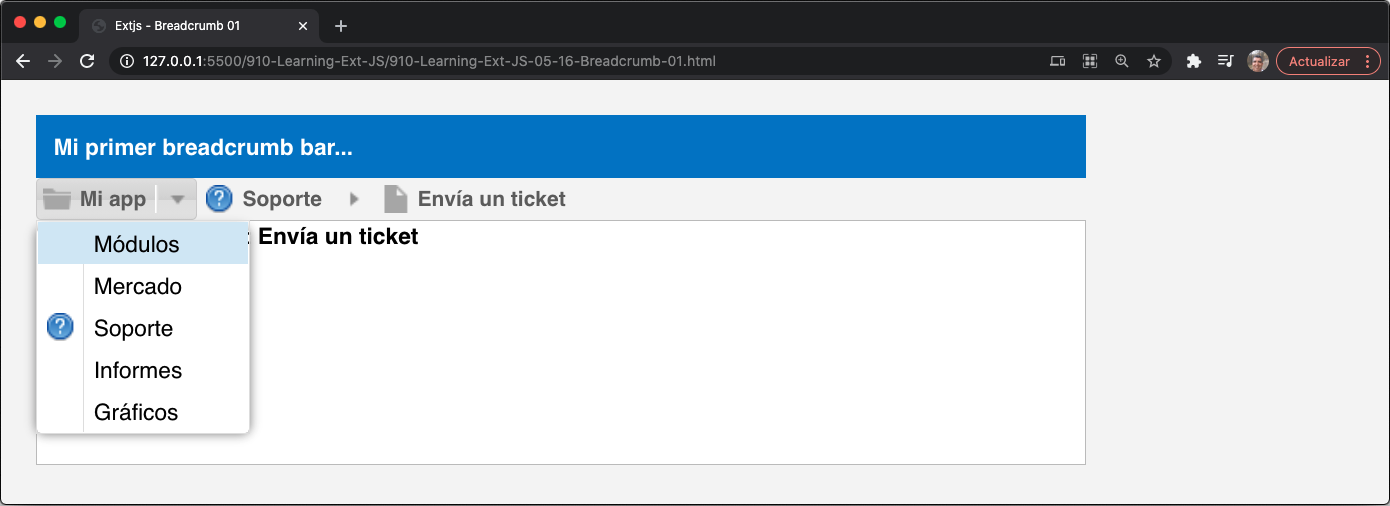 Extjs - Breadcrumb 01
127.0.0.1:5500/910-Learning-Ext-JS/910-Learning-Ext-JS-05-16-Breadcrumb-01.html
Actualizar
Mi primer breadcrumb bar...
Mi app Soporte Envía un ticket
: Envía un ticket
Módulos
Mercado
? Soporte
Informes
Gráficos